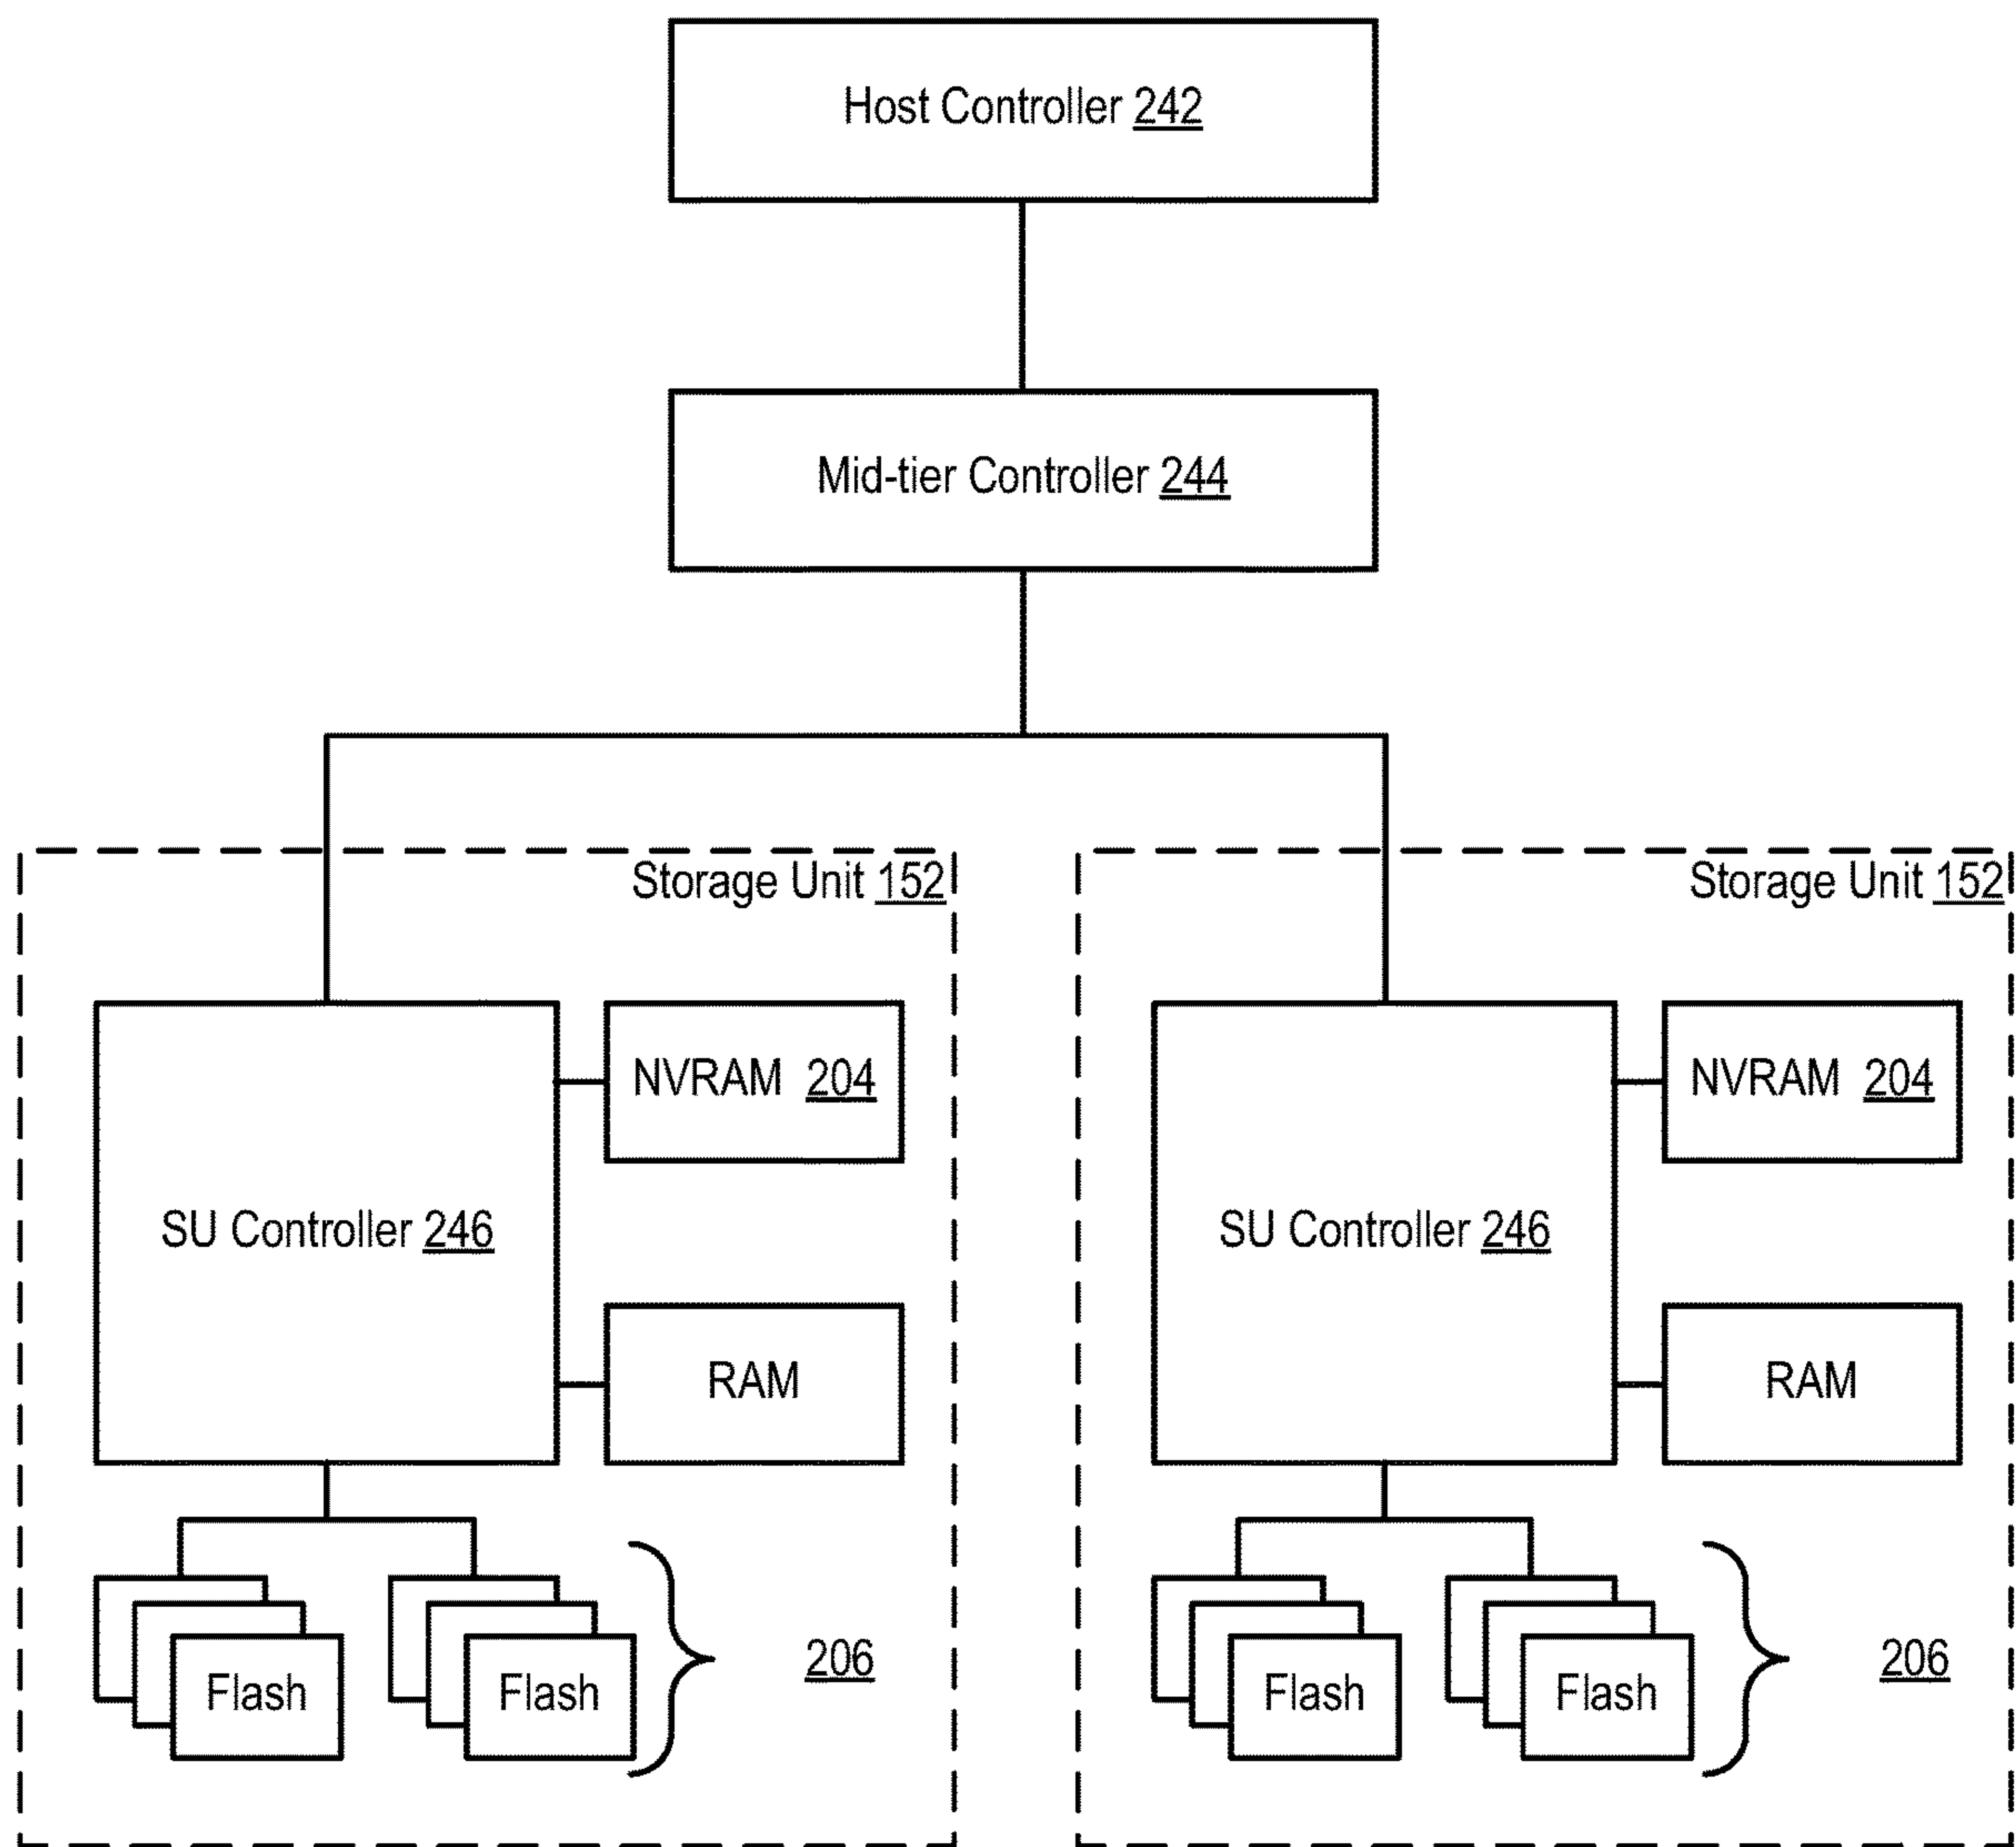 Host Controller 242
Mid-tier Controller 244
Storage Unit 152
Storage Unit 152
NVRAM 204
NVRAM 204
SU Controller 246
SU Controller 246
RAM
RAM
206
206
Flash
Flash
Flash
Flash